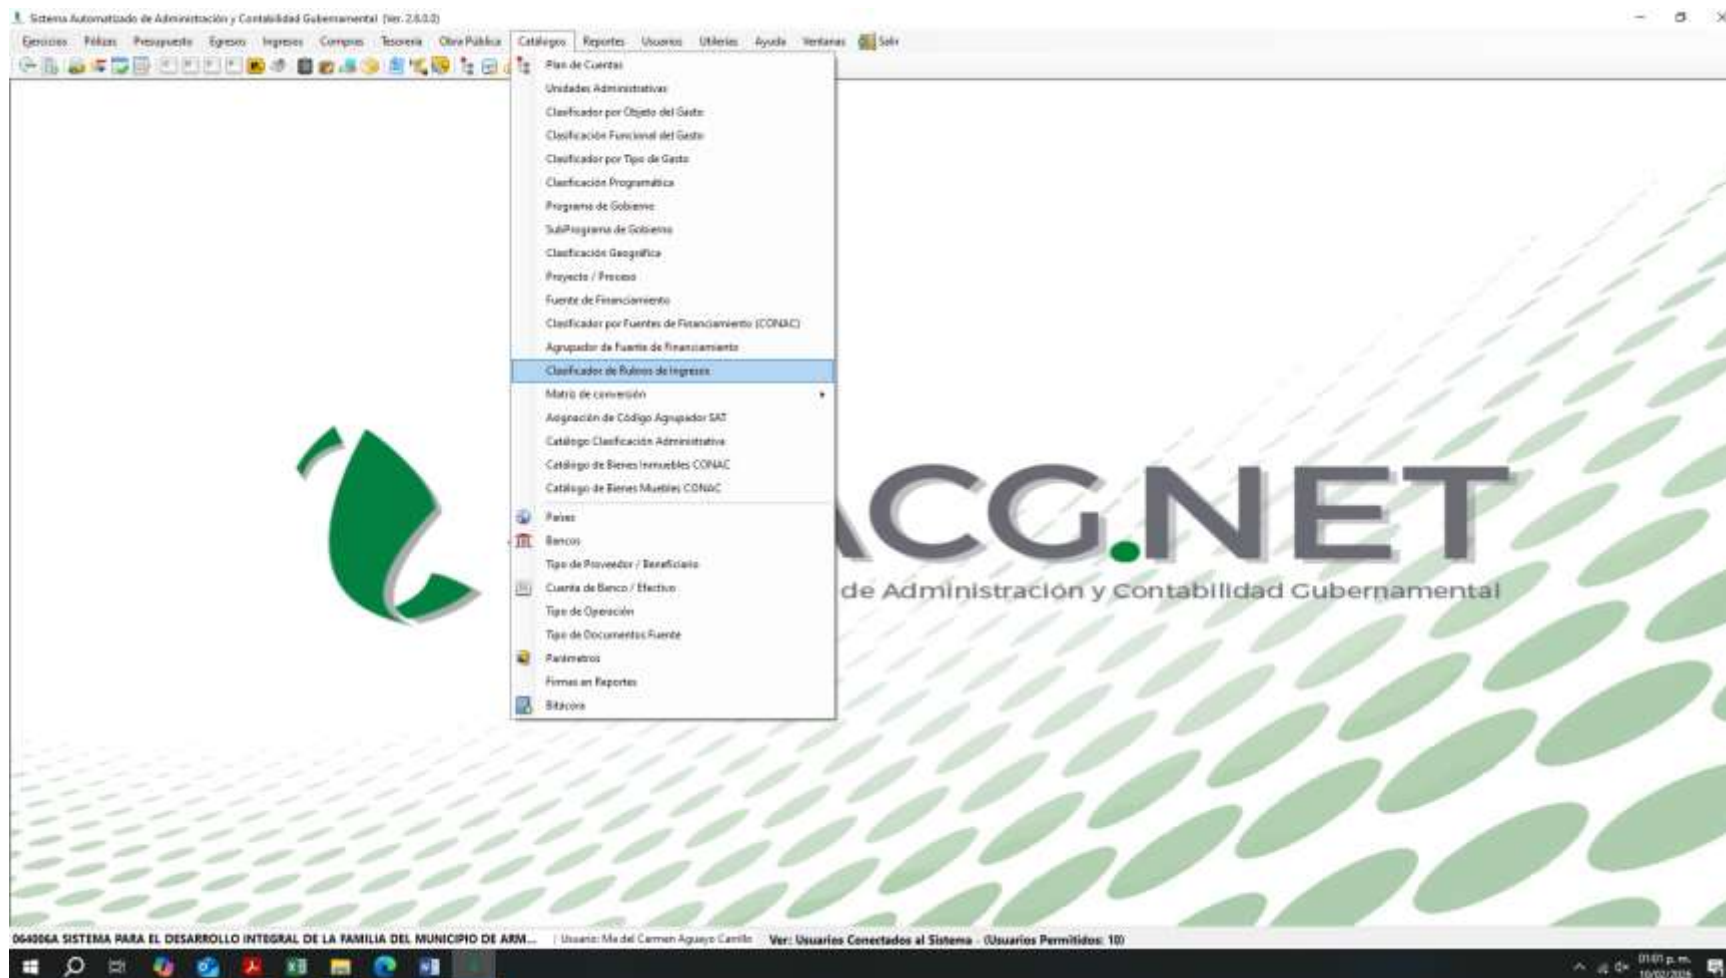 Sistema Automatizado de Administración y Contabilidad Gubernamental (Ver. 2.8.0.0)
Ejercicios Pólizas Presupuesto Egresos Ingresos Compras Tesorería Obra Pública Catálogos Reportes Usuarios Utilerías Ayuda Ventanas Salir
Plan de Cuentas
Unidades Administrativas
Clasificador por Objeto del Gasto
Clasificación Funcional del Gasto
Clasificador por Tipo de Gasto
Clasificación Programática
Programa de Gobierno
SubPrograma de Gobierno
Clasificación Geográfica
Proyecto / Proceso
Fuente de Financiamiento
Clasificador por Fuentes de Financiamiento (CONAC)
Agrupador de Fuente de Financiamiento
Clasificador de Rubros de Ingresos
Matriz de conversión
Asignación de Código Agrupador SAT
Catálogo Clasificación Administrativa
Catálogo de Bienes Inmuebles CONAC
Catálogo de Bienes Muebles CONAC
Países
Bancos
Tipo de Proveedor / Beneficiario
Cuenta de Banco / Efectivo
Tipo de Operación
Tipo de Documentos Fuente
Parámetros
Firmas en Reportes
Bitácora
ACG.NET
de Administración y Contabilidad Gubernamental
064006A SISTEMA PARA EL DESARROLLO INTEGRAL DE LA FAMILIA DEL MUNICIPIO DE ARM... Usuario: Ma del Carmen Aguayo Carrillo Ver: Usuarios Conectados al Sistema - (Usuarios Permitidos: 10)
01:01 p. m.
10/02/2026